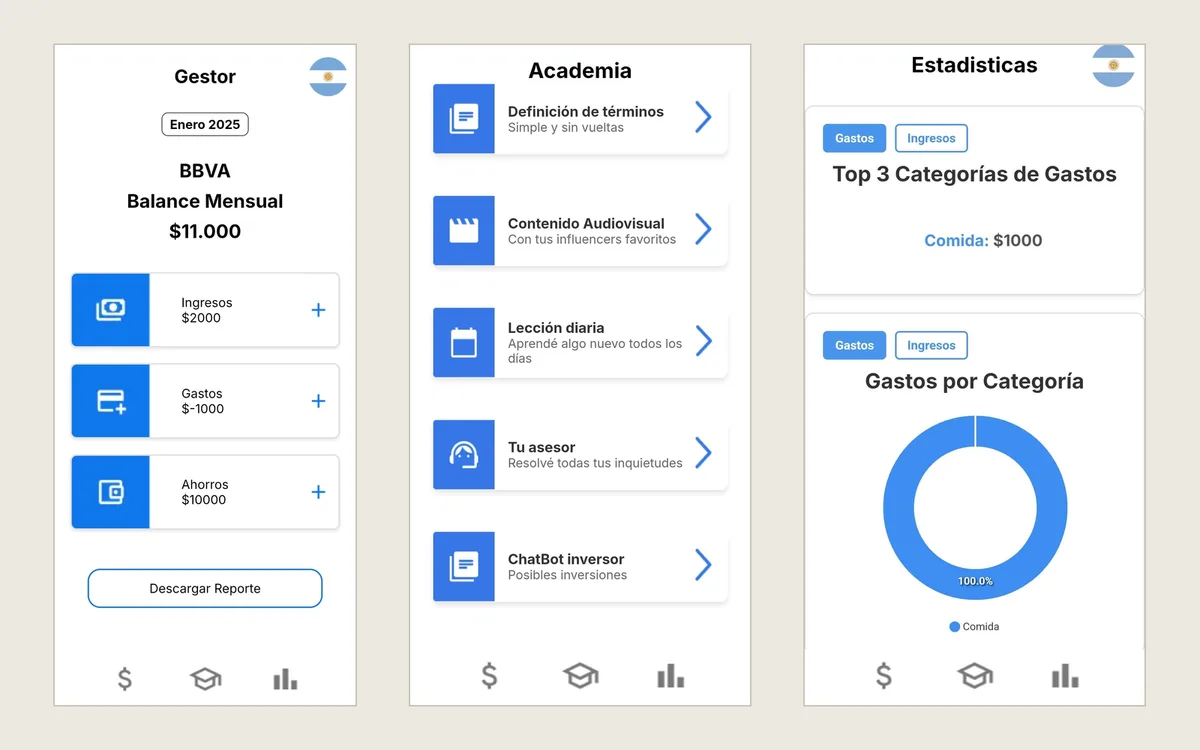 Gestor
Enero 2025
BBVA
Balance Mensual
$11.000
Ingresos
$2000
+
Gastos
$-1000
+
Ahorros
$10000
+
Descargar Reporte
$
Academia
Definición de términos
Simple y sin vueltas
Contenido Audiovisual
Con tus influencers favoritos
Lección diaria
Aprendé algo nuevo todos los
días
Tu asesor
Resolvé todas tus inquietudes
ChatBot inversor
Posibles inversiones
$
Estadisticas
Gastos Ingresos
Top 3 Categorías de Gastos
Comida: $1000
Gastos Ingresos
Gastos por Categoría
100.0%
Comida
$